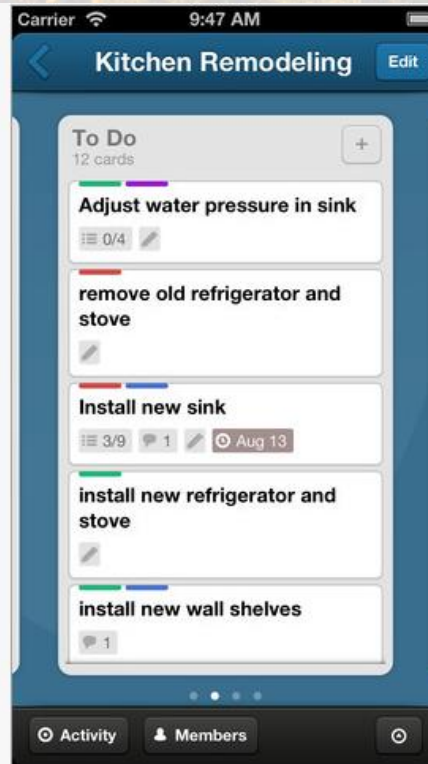 Carrier 9:47 AM
Kitchen Remodeling Edit
To Do
12 cards
+
Adjust water pressure in sink
0/4
remove old refrigerator and
stove
Install new sink
3/9 1 Aug 13
install new refrigerator and
stove
install new wall shelves
1
Activity Members